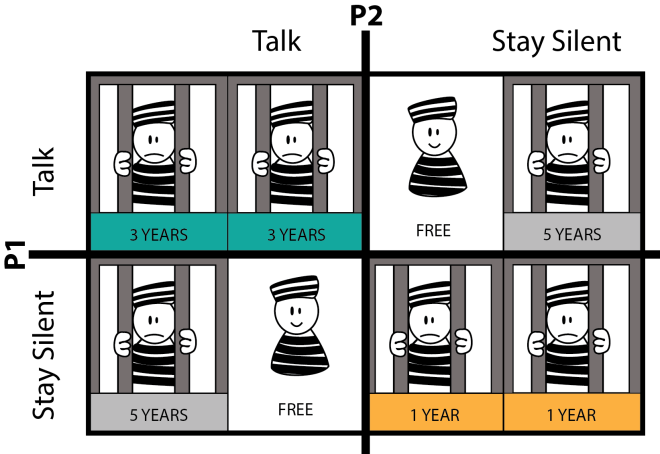 P2
Talk
Stay Silent
P1
Talk
3 YEARS
3 YEARS
FREE
5 YEARS
Stay Silent
5 YEARS
FREE
1 YEAR
1 YEAR